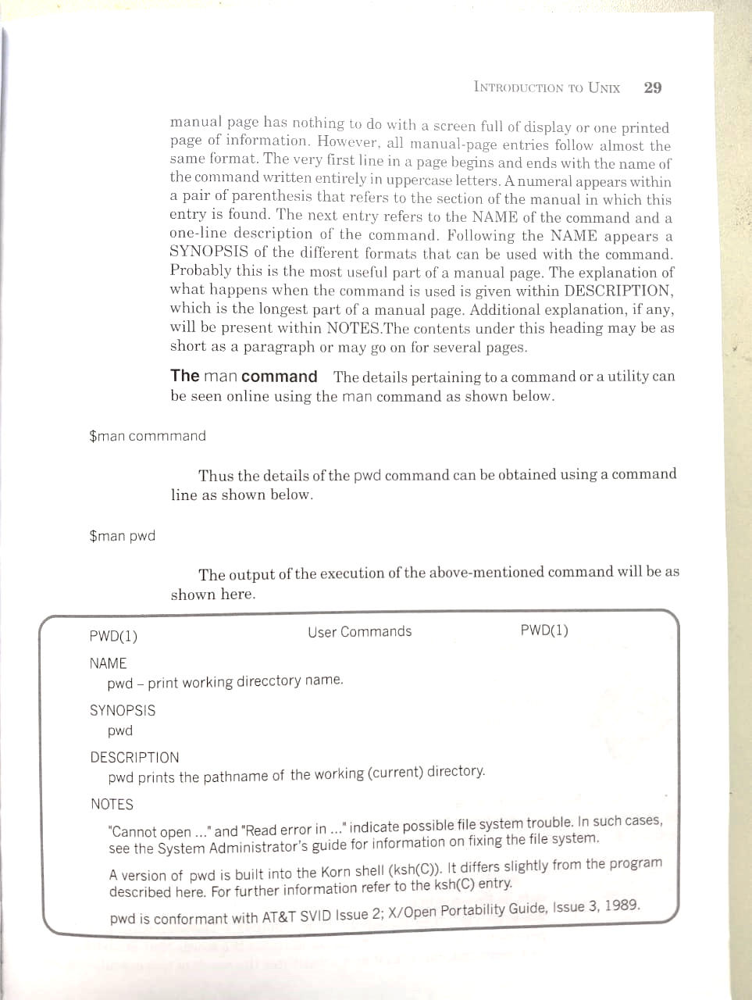 INTRODUCTION TO UNIX 29
manual page has nothing to do with a screen full of display or one printed
page of information. However, all manual-page entries follow almost the
same format. The very first line in a page begins and ends with the name of
the command written entirely in uppercase letters. A numeral appears within
a pair of parenthesis that refers to the section of the manual in which this
entry is found. The next entry refers to the NAME of the command and a
one-line description of the command. Following the NAME appears a
SYNOPSIS of the different formats that can be used with the command.
Probably this is the most useful part of a manual page. The explanation of
what happens when the command is used is given within DESCRIPTION,
which is the longest part of a manual page. Additional explanation, if any,
will be present within NOTES.The contents under this heading may be as
short as a paragraph or may go on for several pages.
The man command The details pertaining to a command or a utility can
be seen online using the man command as shown below.
$man commmand
Thus the details of the pwd command can be obtained using a command
line as shown below.
$man pwd
The output of the execution of the above-mentioned command will be as
shown here.
PWD(1) User Commands PWD(1)
NAME
pwd – print working direcctory name.
SYNOPSIS
pwd
DESCRIPTION
pwd prints the pathname of the working (current) directory.
NOTES
"Cannot open ..." and "Read error in ..." indicate possible file system trouble. In such cases,
see the System Administrator's guide for information on fixing the file system.
A version of pwd is built into the Korn shell (ksh(C)). It differs slightly from the program
described here. For further information refer to the ksh(C) entry.
pwd is conformant with AT&T SVID Issue 2; X/Open Portability Guide, Issue 3, 1989.